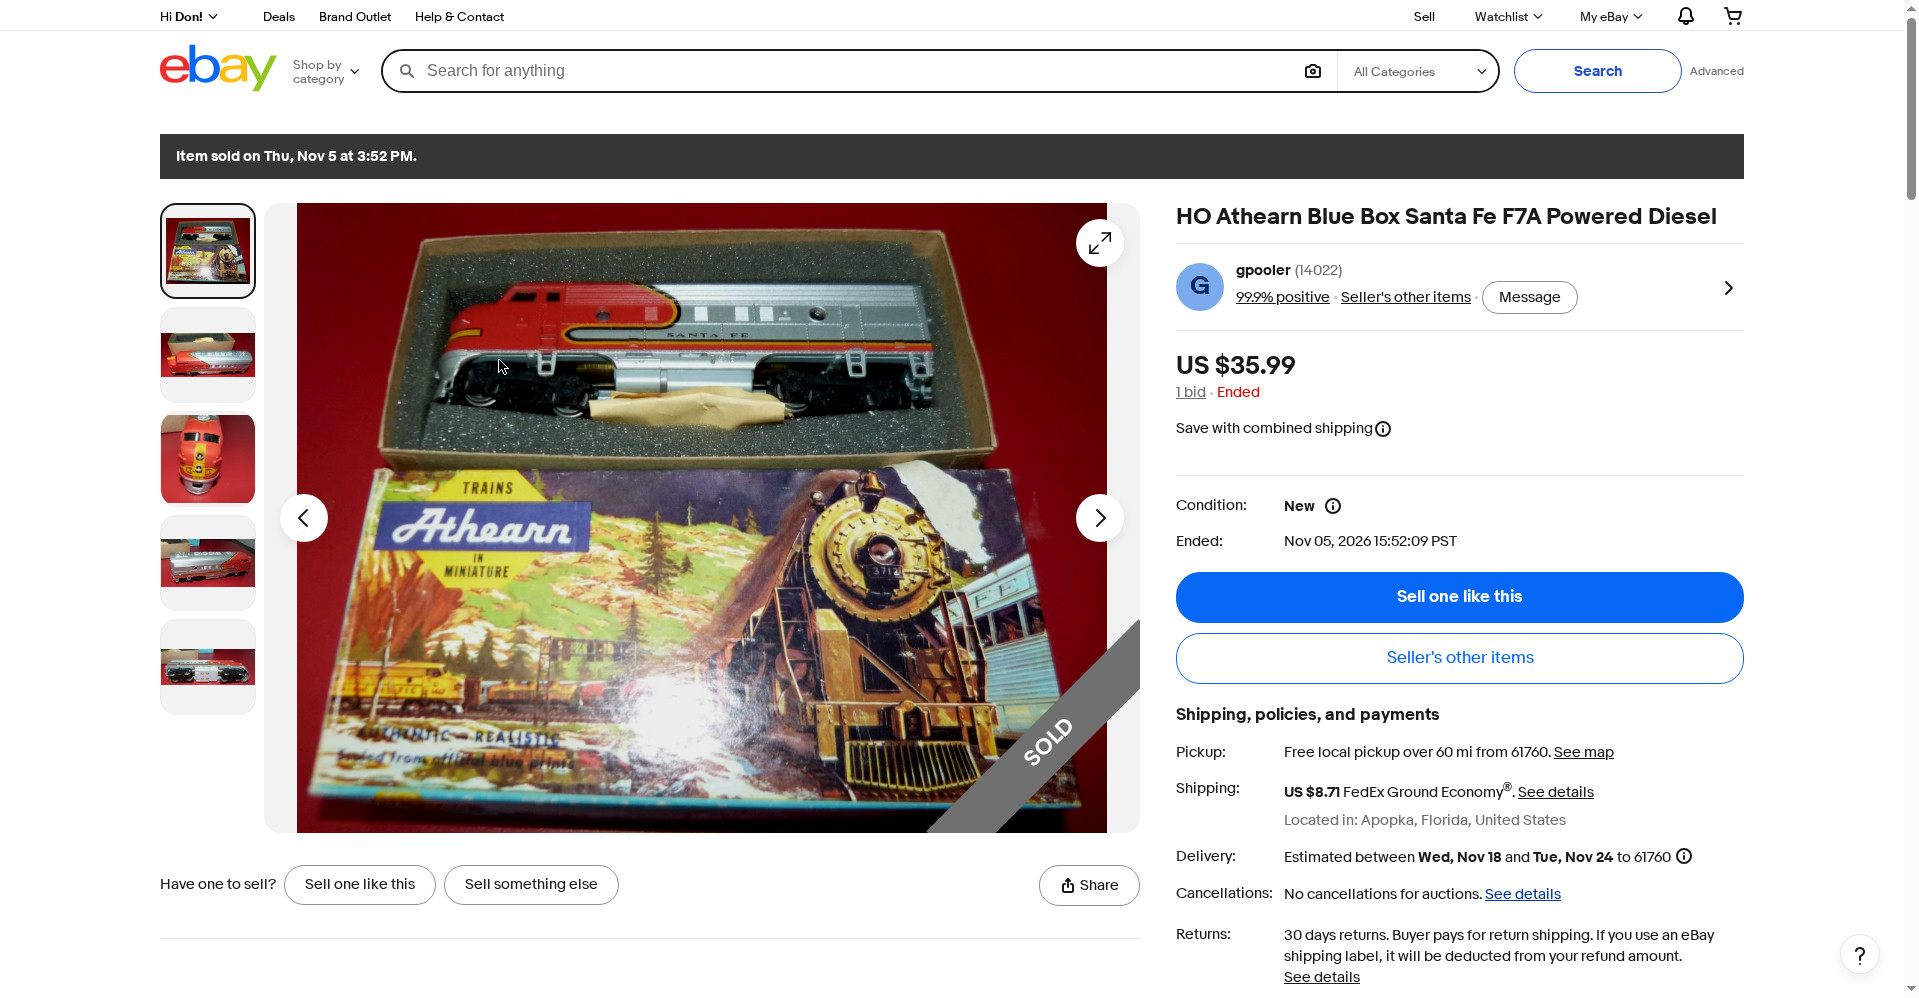 Hi Don!
Deals
Brand Outlet
Help & Contact
Sell
Watchlist
My eBay
ebay
Shop by
category
Search for anything
All Categories
Search
Advanced
Item sold on Thu, Nov 5 at 3:52 PM.
TRAINS
Athearn
IN
MINIATURE
SANTA FE
3712
AUTHENTIC - REALISTIC
Scaled from official blue prints
SOLD
Have one to sell?
Sell one like this
Sell something else
Share
HO Athearn Blue Box Santa Fe F7A Powered Diesel
G
gpooler (14022)
99.9% positive · Seller's other items · Message
US $35.99
1 bid · Ended
Save with combined shipping
Condition: New
Ended: Nov 05, 2026 15:52:09 PST
Sell one like this
Seller's other items
Shipping, policies, and payments
Pickup: Free local pickup over 60 mi from 61760. See map
Shipping: US $8.71 FedEx Ground Economy®. See details
Located in: Apopka, Florida, United States
Delivery: Estimated between Wed, Nov 18 and Tue, Nov 24 to 61760
Cancellations: No cancellations for auctions. See details
Returns: 30 days returns. Buyer pays for return shipping. If you use an eBay
shipping label, it will be deducted from your refund amount.
See details
?